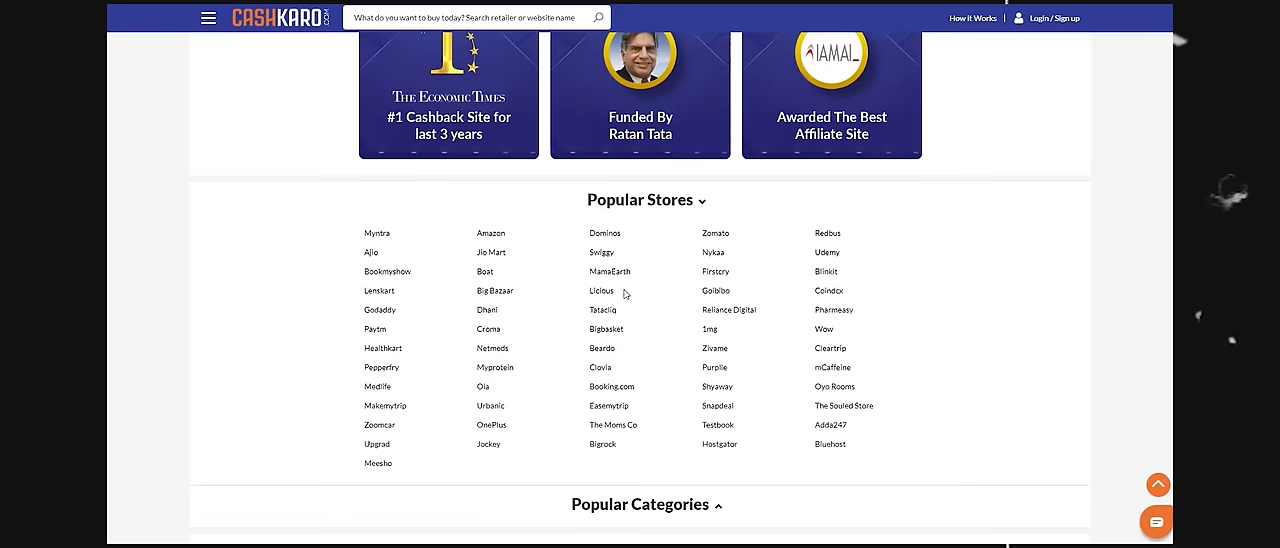 CASHKARO.COM
What do you want to buy today? Search retailer or website name
How it Works | Login / Sign up
1
THE ECONOMIC TIMES
#1 Cashback Site for
last 3 years
Funded By
Ratan Tata
IAMAI
Awarded The Best
Affiliate Site
Popular Stores
Myntra Amazon Dominos Zomato Redbus
Ajio Jio Mart Swiggy Nykaa Udemy
Bookmyshow Boat MamaEarth Firstcry Blinkit
Lenskart Big Bazaar Licious Goibibo Coindcx
Godaddy Dhani Tatacliq Reliance Digital Pharmeasy
Paytm Croma Bigbasket 1mg Wow
Healthkart Netmeds Beardo Zivame Cleartrip
Pepperfry Myprotein Clovia Purplle mCaffeine
Medlife Ola Booking.com Shyaway Oyo Rooms
Makemytrip Urbanic Easemytrip Snapdeal The Souled Store
Zoomcar OnePlus The Moms Co Testbook Adda247
Upgrad Jockey Bigrock Hostgator Bluehost
Meesho
Popular Categories